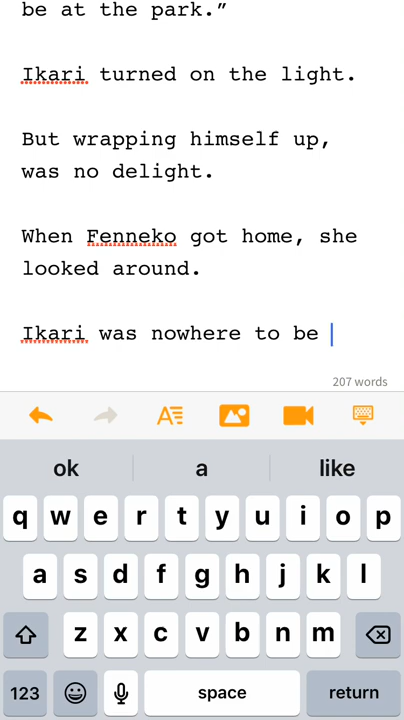 be at the park.”
Ikari turned on the light.
But wrapping himself up,
was no delight.
When Fenneko got home, she
looked around.
Ikari was nowhere to be
207 words
ok a like
q w e r t y u i o p
a s d f g h j k l
z x c v b n m
123 space return